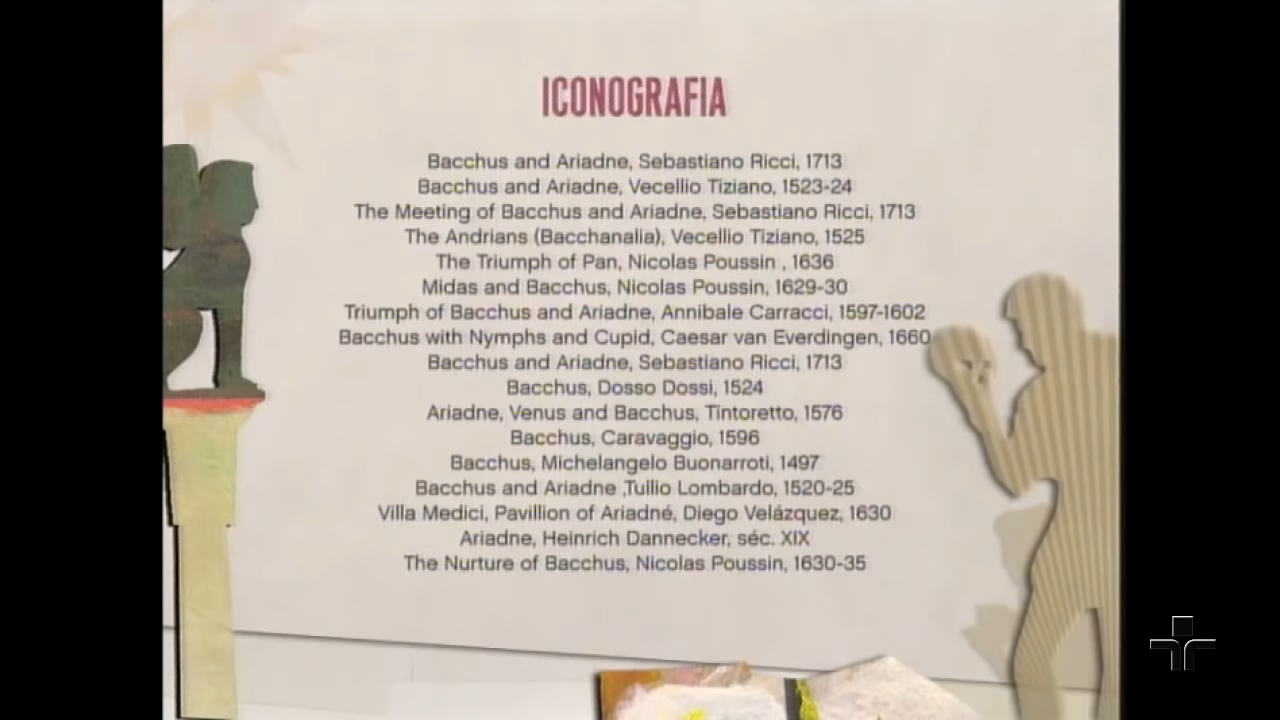 ICONOGRAFIA
Bacchus and Ariadne, Sebastiano Ricci, 1713
Bacchus and Ariadne, Vecellio Tiziano, 1523-24
The Meeting of Bacchus and Ariadne, Sebastiano Ricci, 1713
The Andrians (Bacchanalia), Vecellio Tiziano, 1525
The Triumph of Pan, Nicolas Poussin , 1636
Midas and Bacchus, Nicolas Poussin, 1629-30
Triumph of Bacchus and Ariadne, Annibale Carracci, 1597-1602
Bacchus with Nymphs and Cupid, Caesar van Everdingen, 1660
Bacchus and Ariadne, Sebastiano Ricci, 1713
Bacchus, Dosso Dossi, 1524
Ariadne, Venus and Bacchus, Tintoretto, 1576
Bacchus, Caravaggio, 1596
Bacchus, Michelangelo Buonarroti, 1497
Bacchus and Ariadne ,Tullio Lombardo, 1520-25
Villa Medici, Pavillion of Ariadné, Diego Velázquez, 1630
Ariadne, Heinrich Dannecker, séc. XIX
The Nurture of Bacchus, Nicolas Poussin, 1630-35